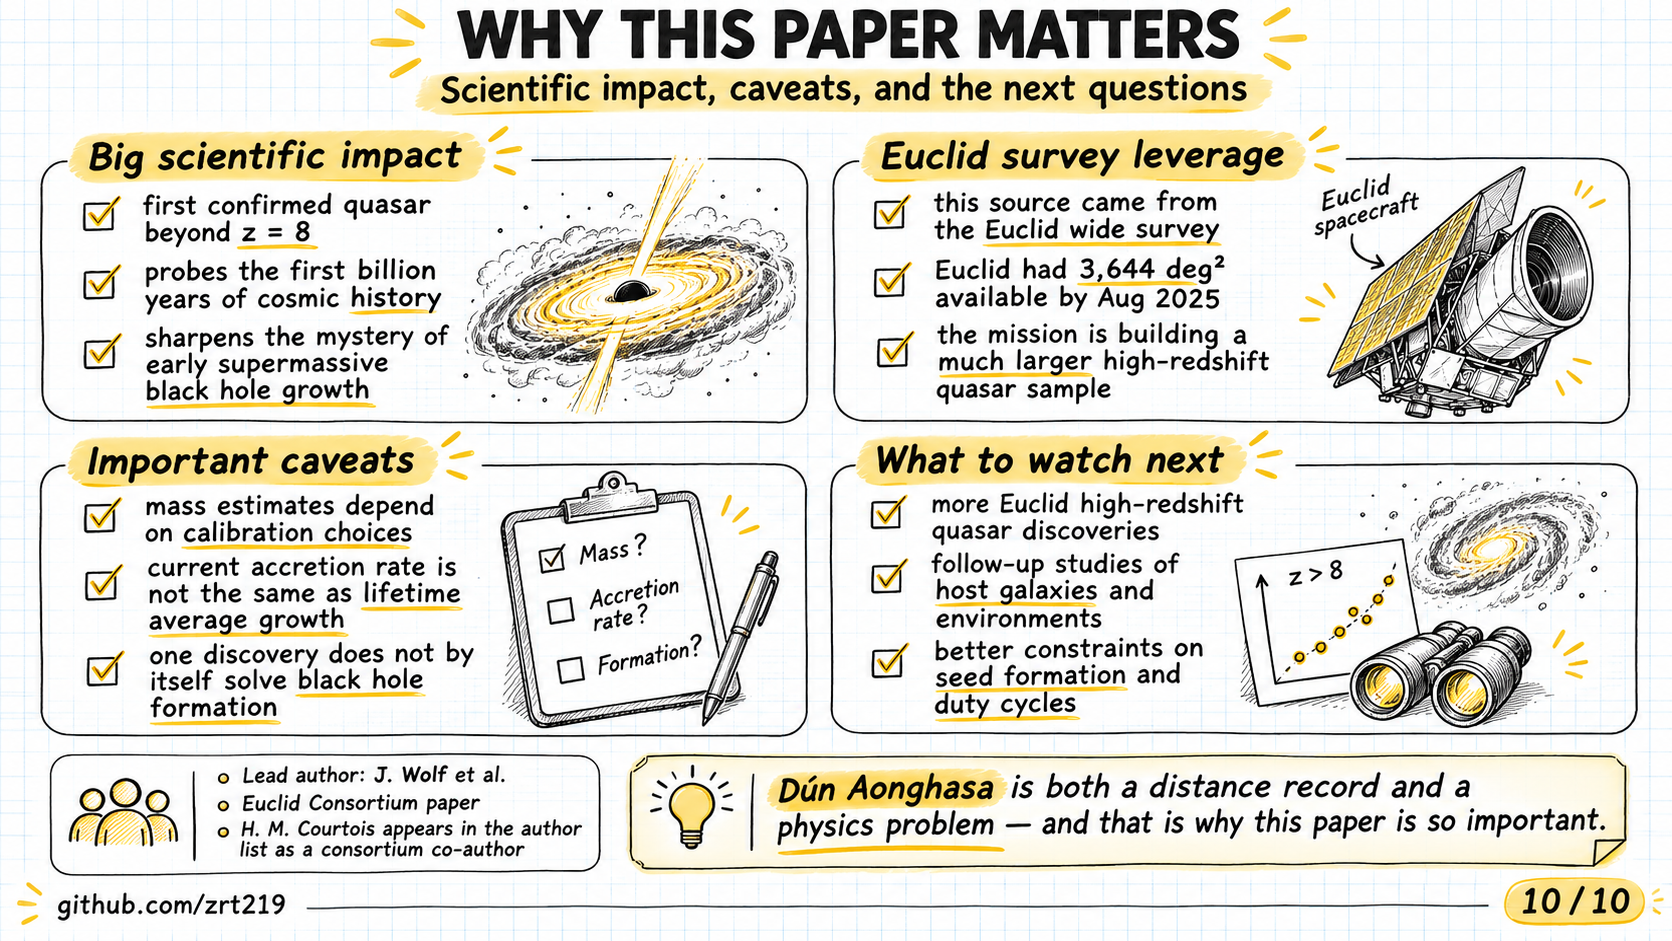 WHY THIS PAPER MATTERS
Scientific impact, caveats, and the next questions
Big scientific impact
first confirmed quasar
beyond z = 8
probes the first billion
years of cosmic history
sharpens the mystery of
early supermassive
black hole growth
Euclid survey leverage
this source came from
the Euclid wide survey
Euclid had 3,644 deg²
available by Aug 2025
the mission is building a
much larger high-redshift
quasar sample
Euclid
spacecraft
Important caveats
mass estimates depend
on calibration choices
current accretion rate is
not the same as lifetime
average growth
one discovery does not by
itself solve black hole
formation
Mass?
Accretion
rate?
Formation?
What to watch next
more Euclid high-redshift
quasar discoveries
follow-up studies of
host galaxies and
environments
better constraints on
seed formation and
duty cycles
z > 8
Lead author: J. Wolf et al.
Euclid Consortium paper
H. M. Courtois appears in the author
list as a consortium co-author
Dún Aonghasa is both a distance record and a
physics problem — and that is why this paper is so important.
github.com/zrt219
10 / 10